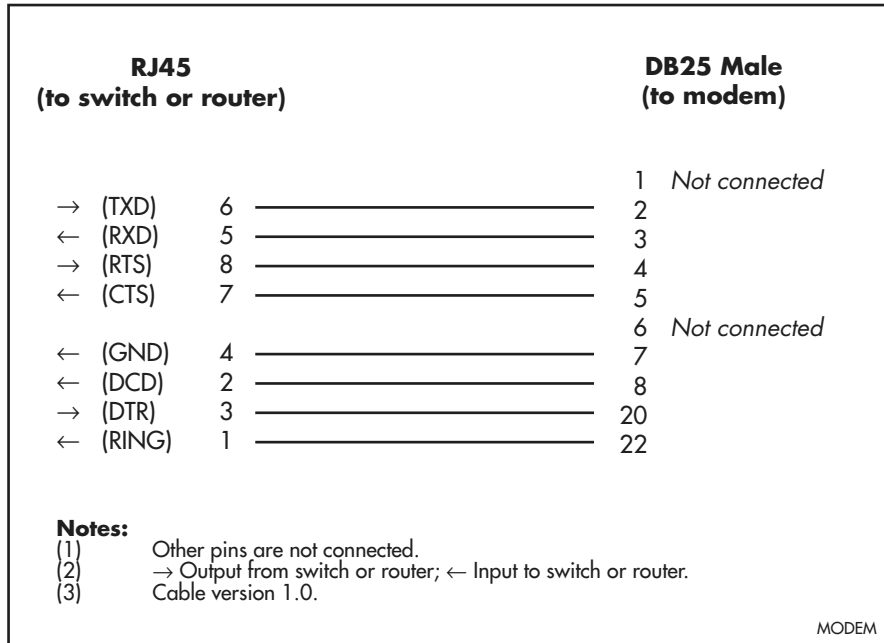 RJ45 DB25 Male
(to switch or router) (to modem)
1 Not connected
→ (TXD) 6 2
← (RXD) 5 3
→ (RTS) 8 4
← (CTS) 7 5
6 Not connected
← (GND) 4 7
← (DCD) 2 8
→ (DTR) 3 20
← (RING) 1 22
Notes:
(1) Other pins are not connected.
(2) → Output from switch or router; ← Input to switch or router.
(3) Cable version 1.0.
MODEM